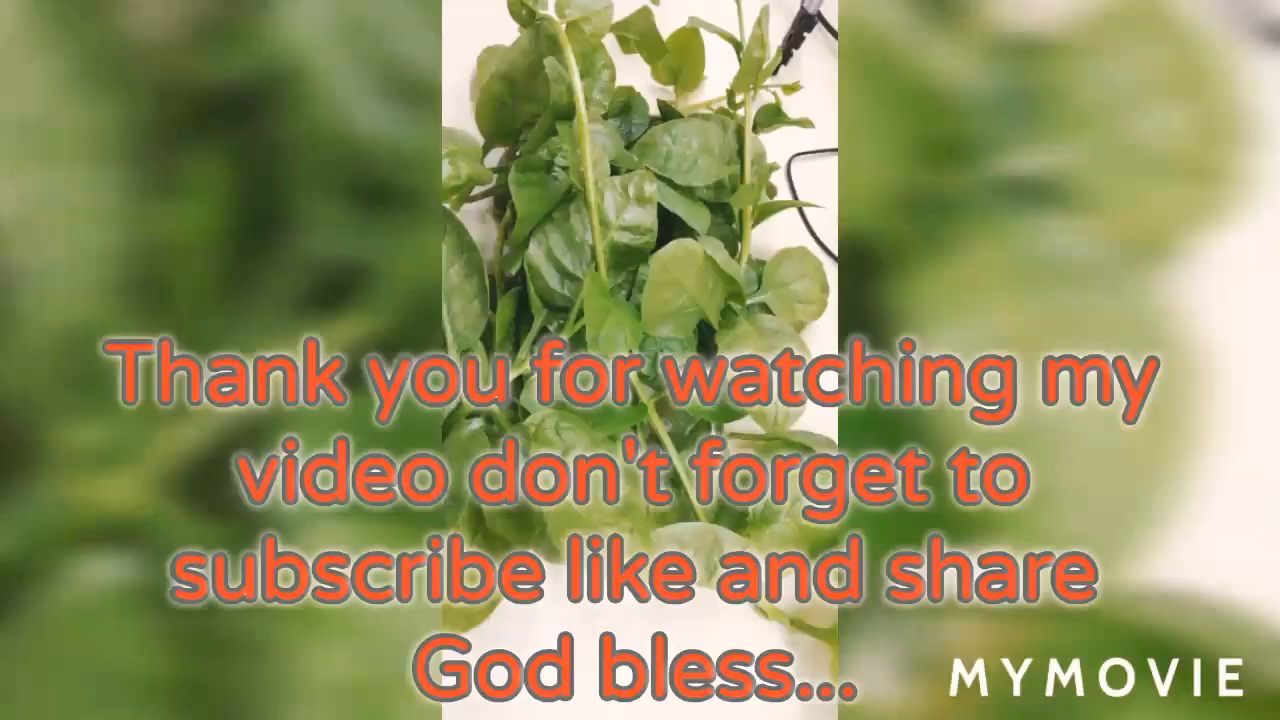 Thank you for watching my
video don't forget to
subscribe like and share
God bless...
MYMOVIE